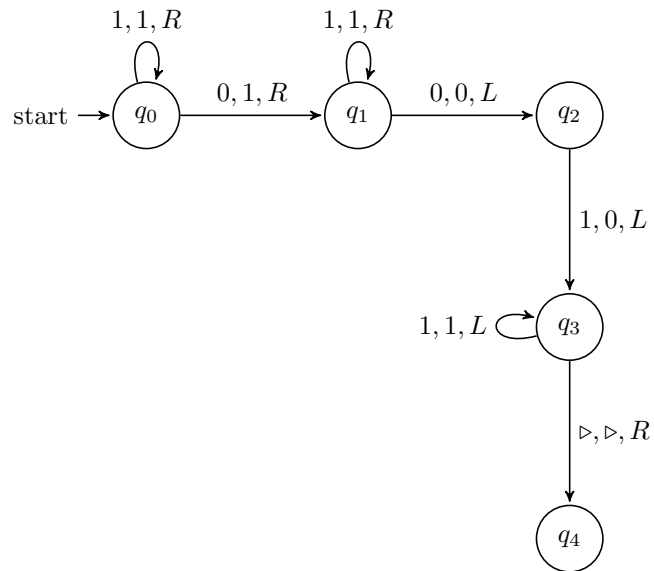 1, 1, R 1, 1, R
start q₀ 0, 1, R q₁ 0, 0, L q₂
1, 0, L
1, 1, L q₃
▷, ▷, R
q₄